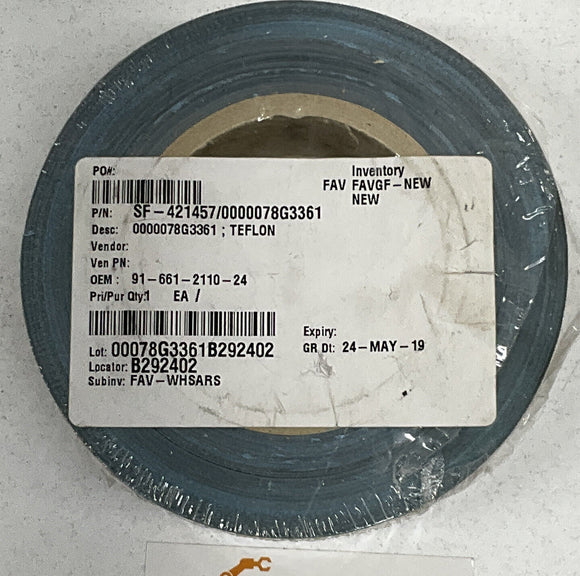 PO#:
Inventory
FAV FAVGF-NEW
NEW
P/N: SF-421457/0000078G3361
Desc: 0000078G3361 ; TEFLON
Vendor:
Ven PN:
OEM : 91-661-2110-24
Pri/Pur Qty:1 EA /
Expiry:
Lot: 00078G3361B292402
GR Dt: 24-MAY-19
Locator: B292402
Subinv: FAV-WHSARS